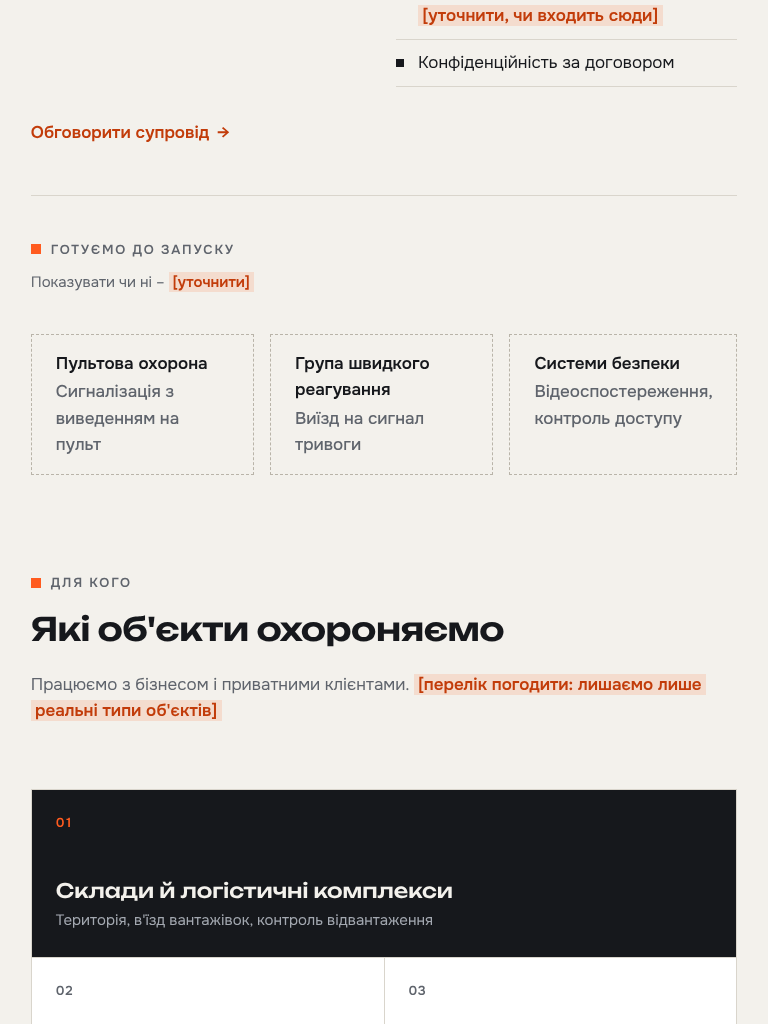 [уточнити, чи входить сюди]
Конфіденційність за договором
Обговорити супровід →
ГОТУЄМО ДО ЗАПУСКУ
Показувати чи ні – [уточнити]
Пультова охорона
Сигналізація з
виведенням на
пульт
Група швидкого
реагування
Виїзд на сигнал
тривоги
Системи безпеки
Відеоспостереження,
контроль доступу
ДЛЯ КОГО
Які об'єкти охороняємо
Працюємо з бізнесом і приватними клієнтами. [перелік погодити: лишаємо лише
реальні типи об'єктів]
01
Склади й логістичні комплекси
Територія, в'їзд вантажівок, контроль відвантаження
02
03